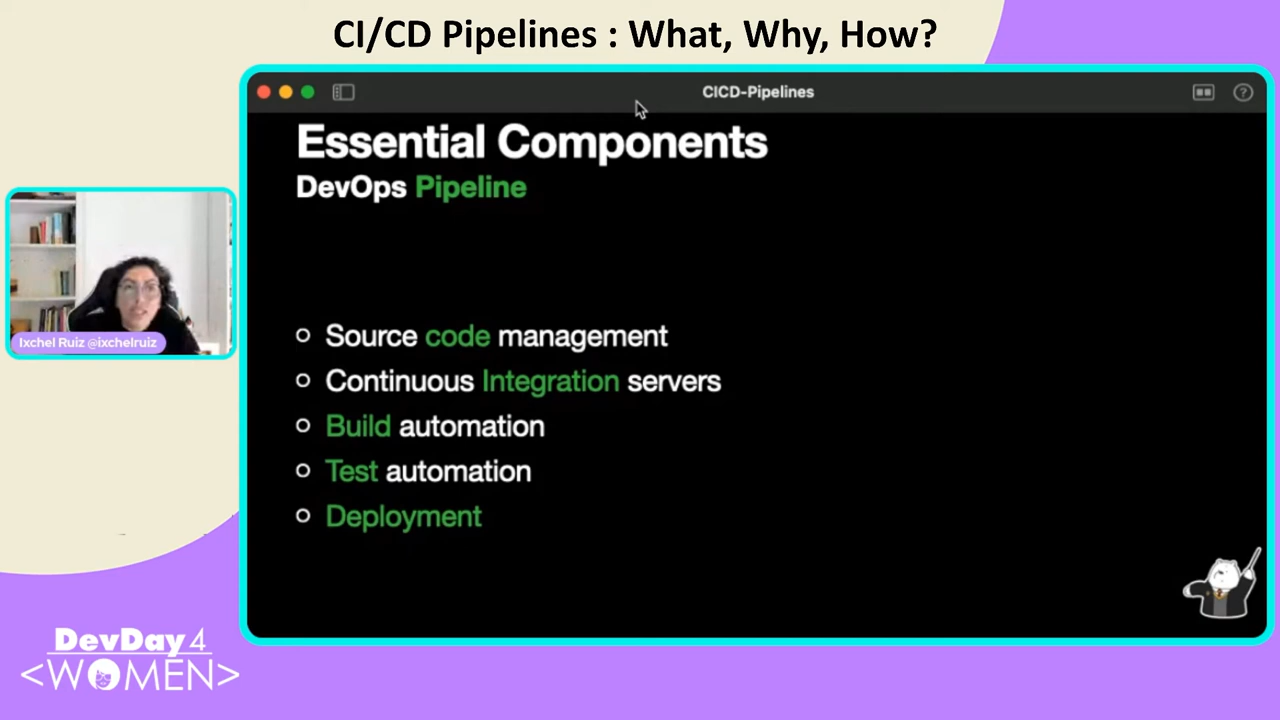 CI/CD Pipelines : What, Why, How?
CICD-Pipelines
?
Essential Components
DevOps Pipeline
Source code management
Continuous Integration servers
Build automation
Test automation
Deployment
Ixchel Ruiz @ixchelruiz
DevDay4
<WOMEN>